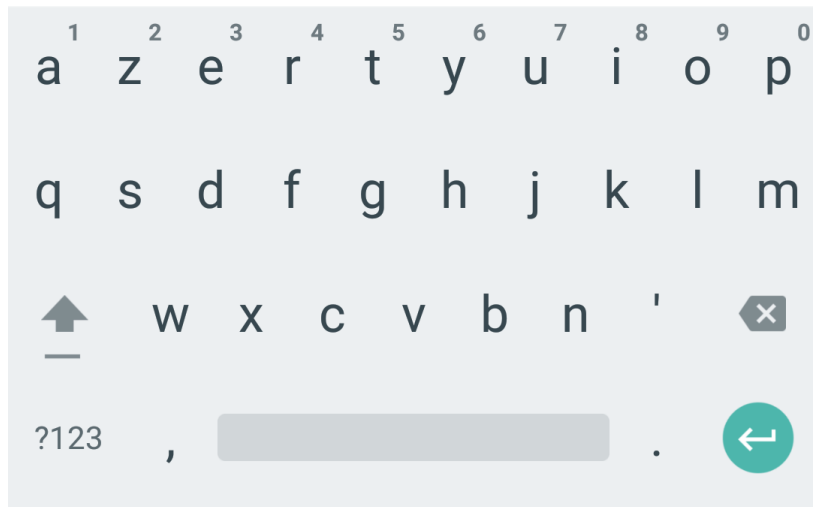 1 2 3 4 5 6 7 8 9 0
a z e r t y u i o p
q s d f g h j k l m
w x c v b n '
?123 , .